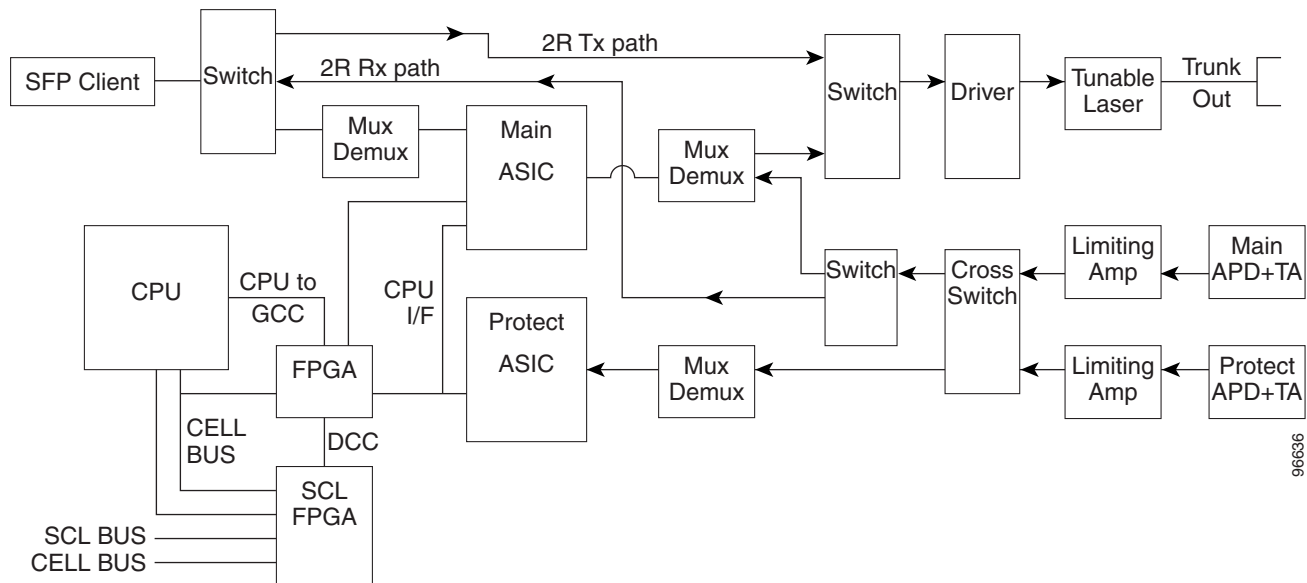 2R Tx path
SFP Client
Switch
2R Rx path
Mux
Demux
Main
ASIC
Mux
Demux
Switch
Driver
Tunable
Laser
Trunk
Out
CPU
CPU to
GCC
CPU
I/F
FPGA
Protect
ASIC
Mux
Demux
Switch
Cross
Switch
Limiting
Amp
Main
APD+TA
Limiting
Amp
Protect
APD+TA
CELL
BUS
DCC
SCL
FPGA
SCL BUS
CELL BUS
96636